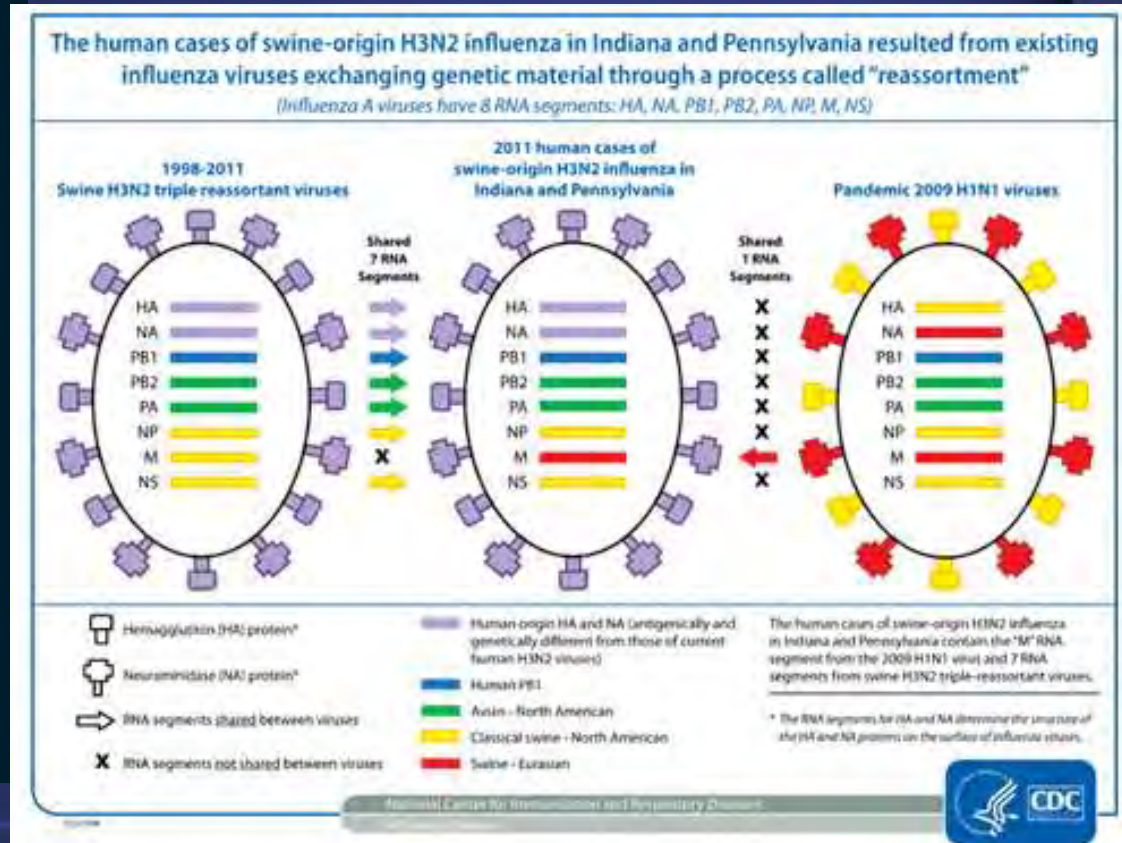 The human cases of swine-origin H3N2 influenza in Indiana and Pennsylvania resulted from existing
influenza viruses exchanging genetic material through a process called "reassortment"
(Influenza A viruses have 8 RNA segments: HA, NA, PB1, PB2, PA, NP, M, NS)
1998-2011
Swine H3N2 triple reassortant viruses
Shared
7 RNA
Segments
2011 human cases of
swine-origin H3N2 influenza in
Indiana and Pennsylvania
Shared
1 RNA
Segments
Pandemic 2009 H1N1 viruses
HA HA X HA
NA NA X NA
PB1 PB1 X PB1
PB2 PB2 X PB2
PA PA X PA
NP NP X NP
M X M M
NS NS X NS
Hemagglutinin (HA) protein*
Neuraminidase (NA) protein*
RNA segments shared between viruses
X RNA segments not shared between viruses
Human origin HA and NA (antigenically and
genetically different from those of current
human H3N2 viruses)
Human PB1
Avian - North American
Classical swine - North American
Swine - Eurasian
The human cases of swine-origin H3N2 influenza
in Indiana and Pennsylvania contain the "M" RNA
segment from the 2009 H1N1 virus and 7 RNA
segments from swine H3N2 triple-reassortant viruses.
* The RNA segments for HA and NA determine the structure of
the HA and NA proteins on the surface of influenza viruses.
National Center for Immunization and Respiratory Diseases
CDC